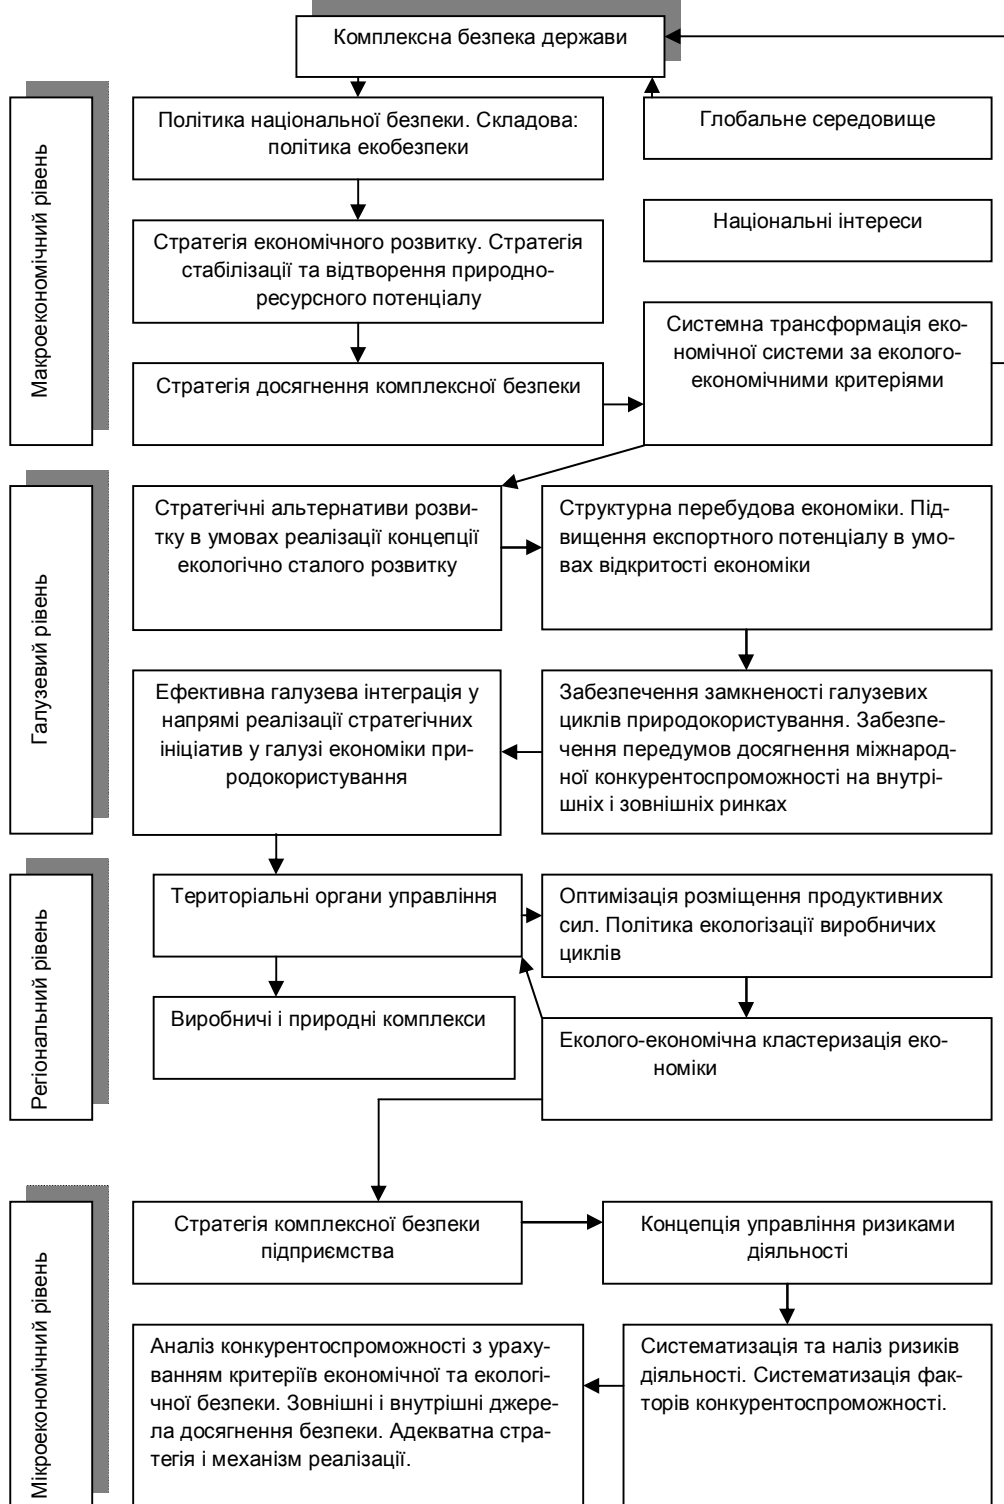 Комплексна безпека держави
Макроекономічний рівень
Політика національної безпеки. Складова:
політика екобезпеки
Глобальне середовище
Національні інтереси
Стратегія економічного розвитку. Стратегія
стабілізації та відтворення природно-
ресурсного потенціалу
Системна трансформація еко-
номічної системи за еколого-
економічними критеріями
Стратегія досягнення комплексної безпеки
Галузевий рівень
Стратегічні альтернативи розви-
тку в умовах реалізації концепції
екологічно сталого розвитку
Структурна перебудова економіки. Під-
вищення експортного потенціалу в умо-
вах відкритості економіки
Ефективна галузева інтеграція у
напрямі реалізації стратегічних
ініціатив у галузі економіки при-
родокористування
Забезпечення замкненості галузевих
циклів природокористування. Забезпе-
чення передумов досягнення міжнарод-
ної конкурентоспроможності на внутрі-
шніх і зовнішніх ринках
Регіональний рівень
Територіальні органи управління
Оптимізація розміщення продуктивних
сил. Політика екологізації виробничих
циклів
Виробничі і природні комплекси
Еколого-економічна кластеризація еко-
номіки
Мікроекономічний рівень
Стратегія комплексної безпеки
підприємства
Концепція управління ризиками
діяльності
Аналіз конкурентоспроможності з ураху-
ванням критеріїв економічної та екологі-
чної безпеки. Зовнішні і внутрішні джере-
ла досягнення безпеки. Адекватна стра-
тегія і механізм реалізації.
Систематизація та наліз ризиків
діяльності. Систематизація фак-
торів конкурентоспроможності.